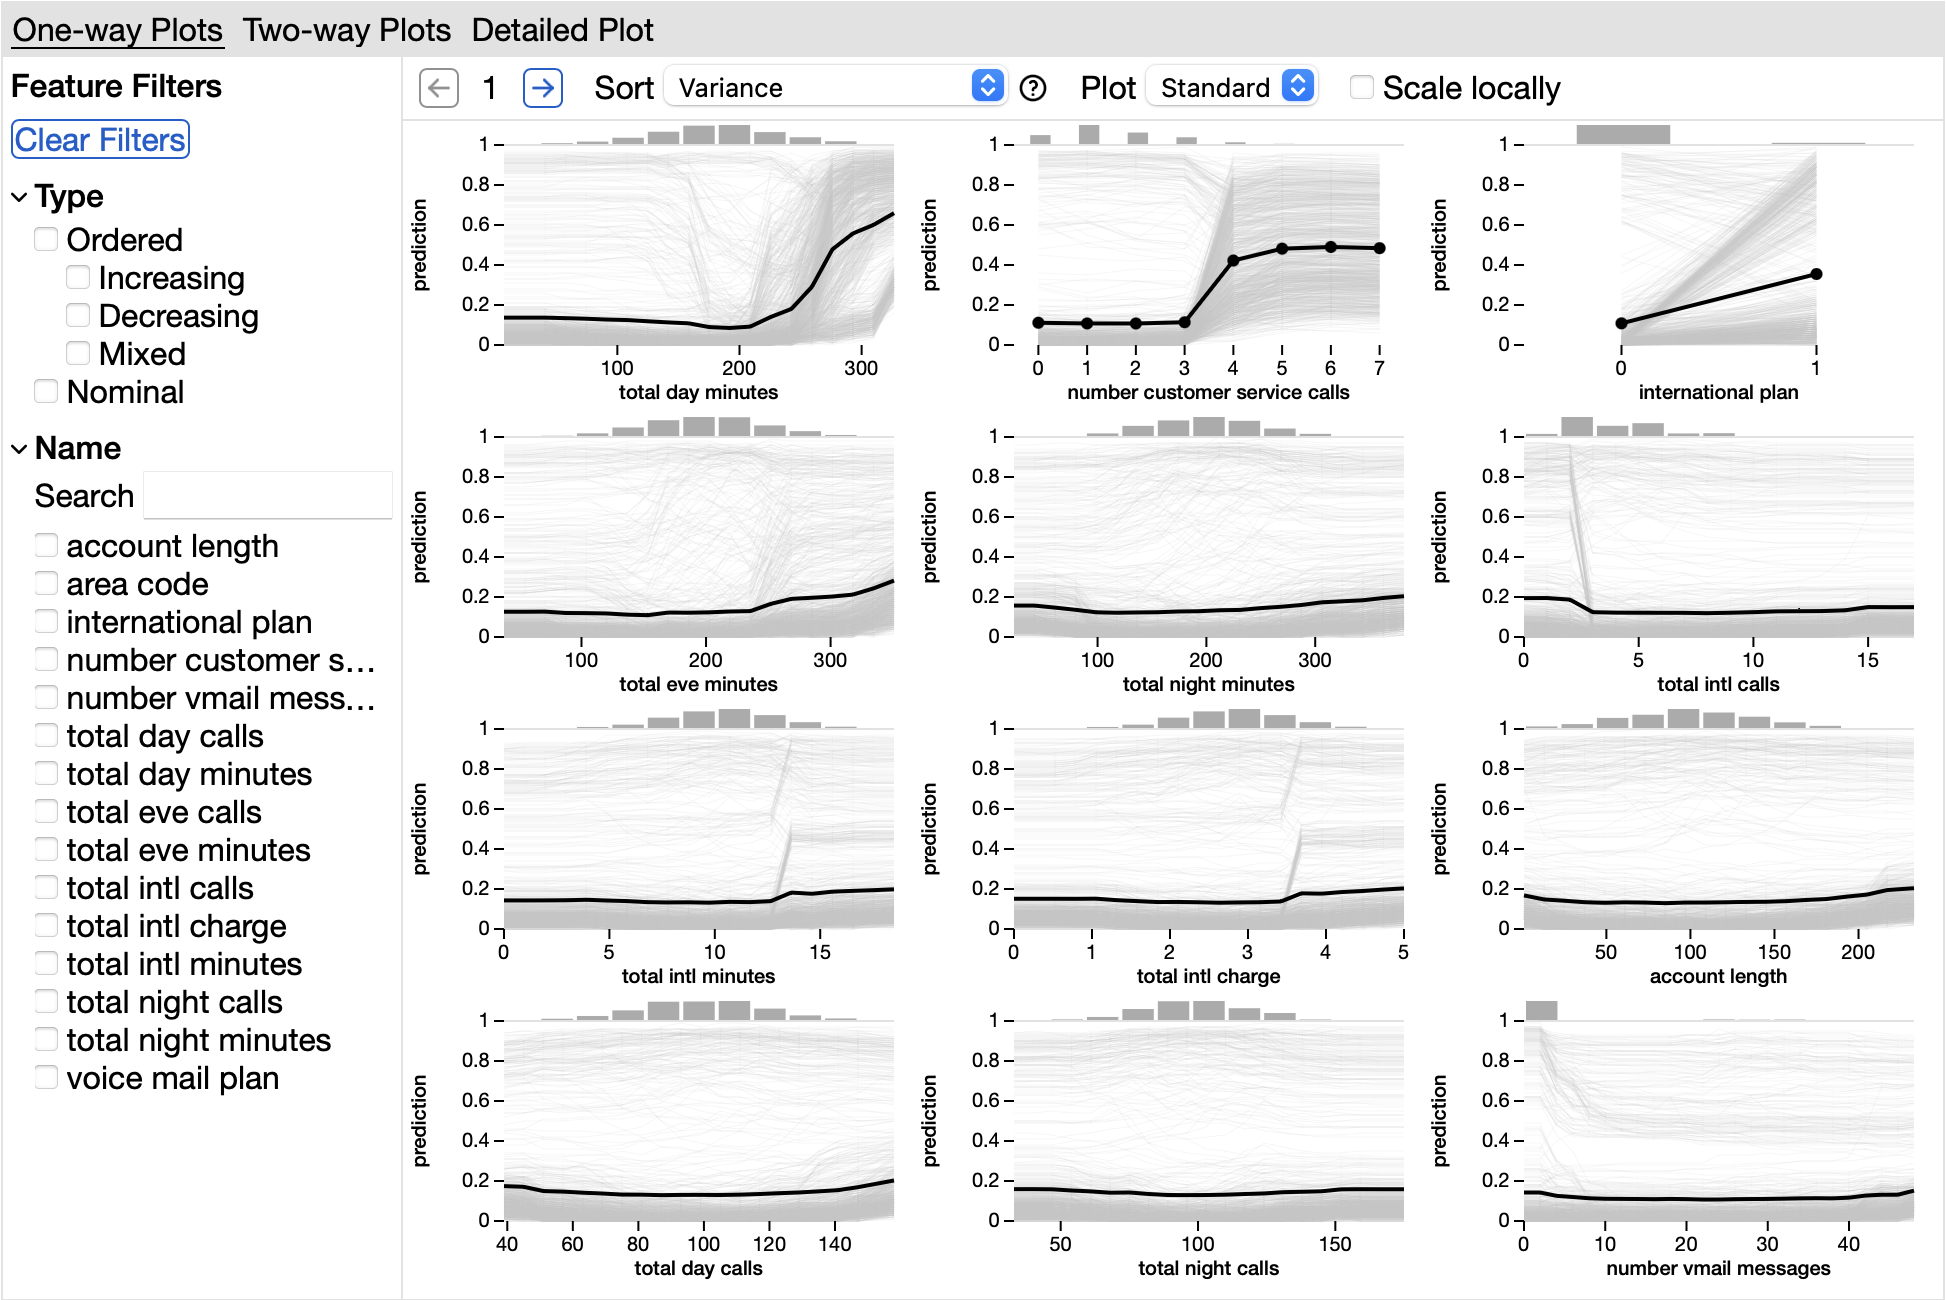 One-way Plots Two-way Plots Detailed Plot
Feature Filters
Clear Filters
Type
Ordered
Increasing
Decreasing
Mixed
Nominal
Name
Search
account length
area code
international plan
number customer s...
number vmail mess...
total day calls
total day minutes
total eve calls
total eve minutes
total intl calls
total intl charge
total intl minutes
total night calls
total night minutes
voice mail plan
1 Sort Variance ? Plot Standard Scale locally
prediction
1
0.8
0.6
0.4
0.2
0
100 200 300
total day minutes
prediction
1
0.8
0.6
0.4
0.2
0
0 1 2 3 4 5 6 7
number customer service calls
prediction
1
0.8
0.6
0.4
0.2
0
0 1
international plan
prediction
1
0.8
0.6
0.4
0.2
0
100 200 300
total eve minutes
prediction
1
0.8
0.6
0.4
0.2
0
100 200 300
total night minutes
prediction
1
0.8
0.6
0.4
0.2
0
0 5 10 15
total intl calls
prediction
1
0.8
0.6
0.4
0.2
0
0 5 10 15
total intl minutes
prediction
1
0.8
0.6
0.4
0.2
0
0 1 2 3 4 5
total intl charge
prediction
1
0.8
0.6
0.4
0.2
0
50 100 150 200
account length
prediction
1
0.8
0.6
0.4
0.2
0
40 60 80 100 120 140
total day calls
prediction
1
0.8
0.6
0.4
0.2
0
50 100 150
total night calls
prediction
1
0.8
0.6
0.4
0.2
0
0 10 20 30 40
number vmail messages